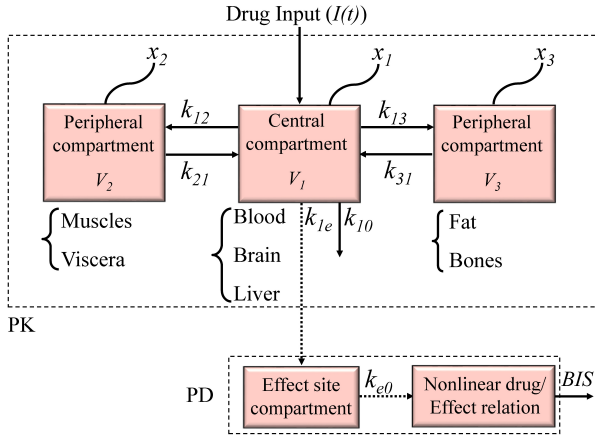 Drug Input (I(t))
x2 x1 x3
Peripheral compartment V2
k12
k21
Central compartment V1
k13
k31
Peripheral compartment V3
Muscles
Viscera
Blood
Brain
Liver
k1e k10
Fat
Bones
PK
PD
Effect site compartment
ke0
Nonlinear drug/ Effect relation
BIS